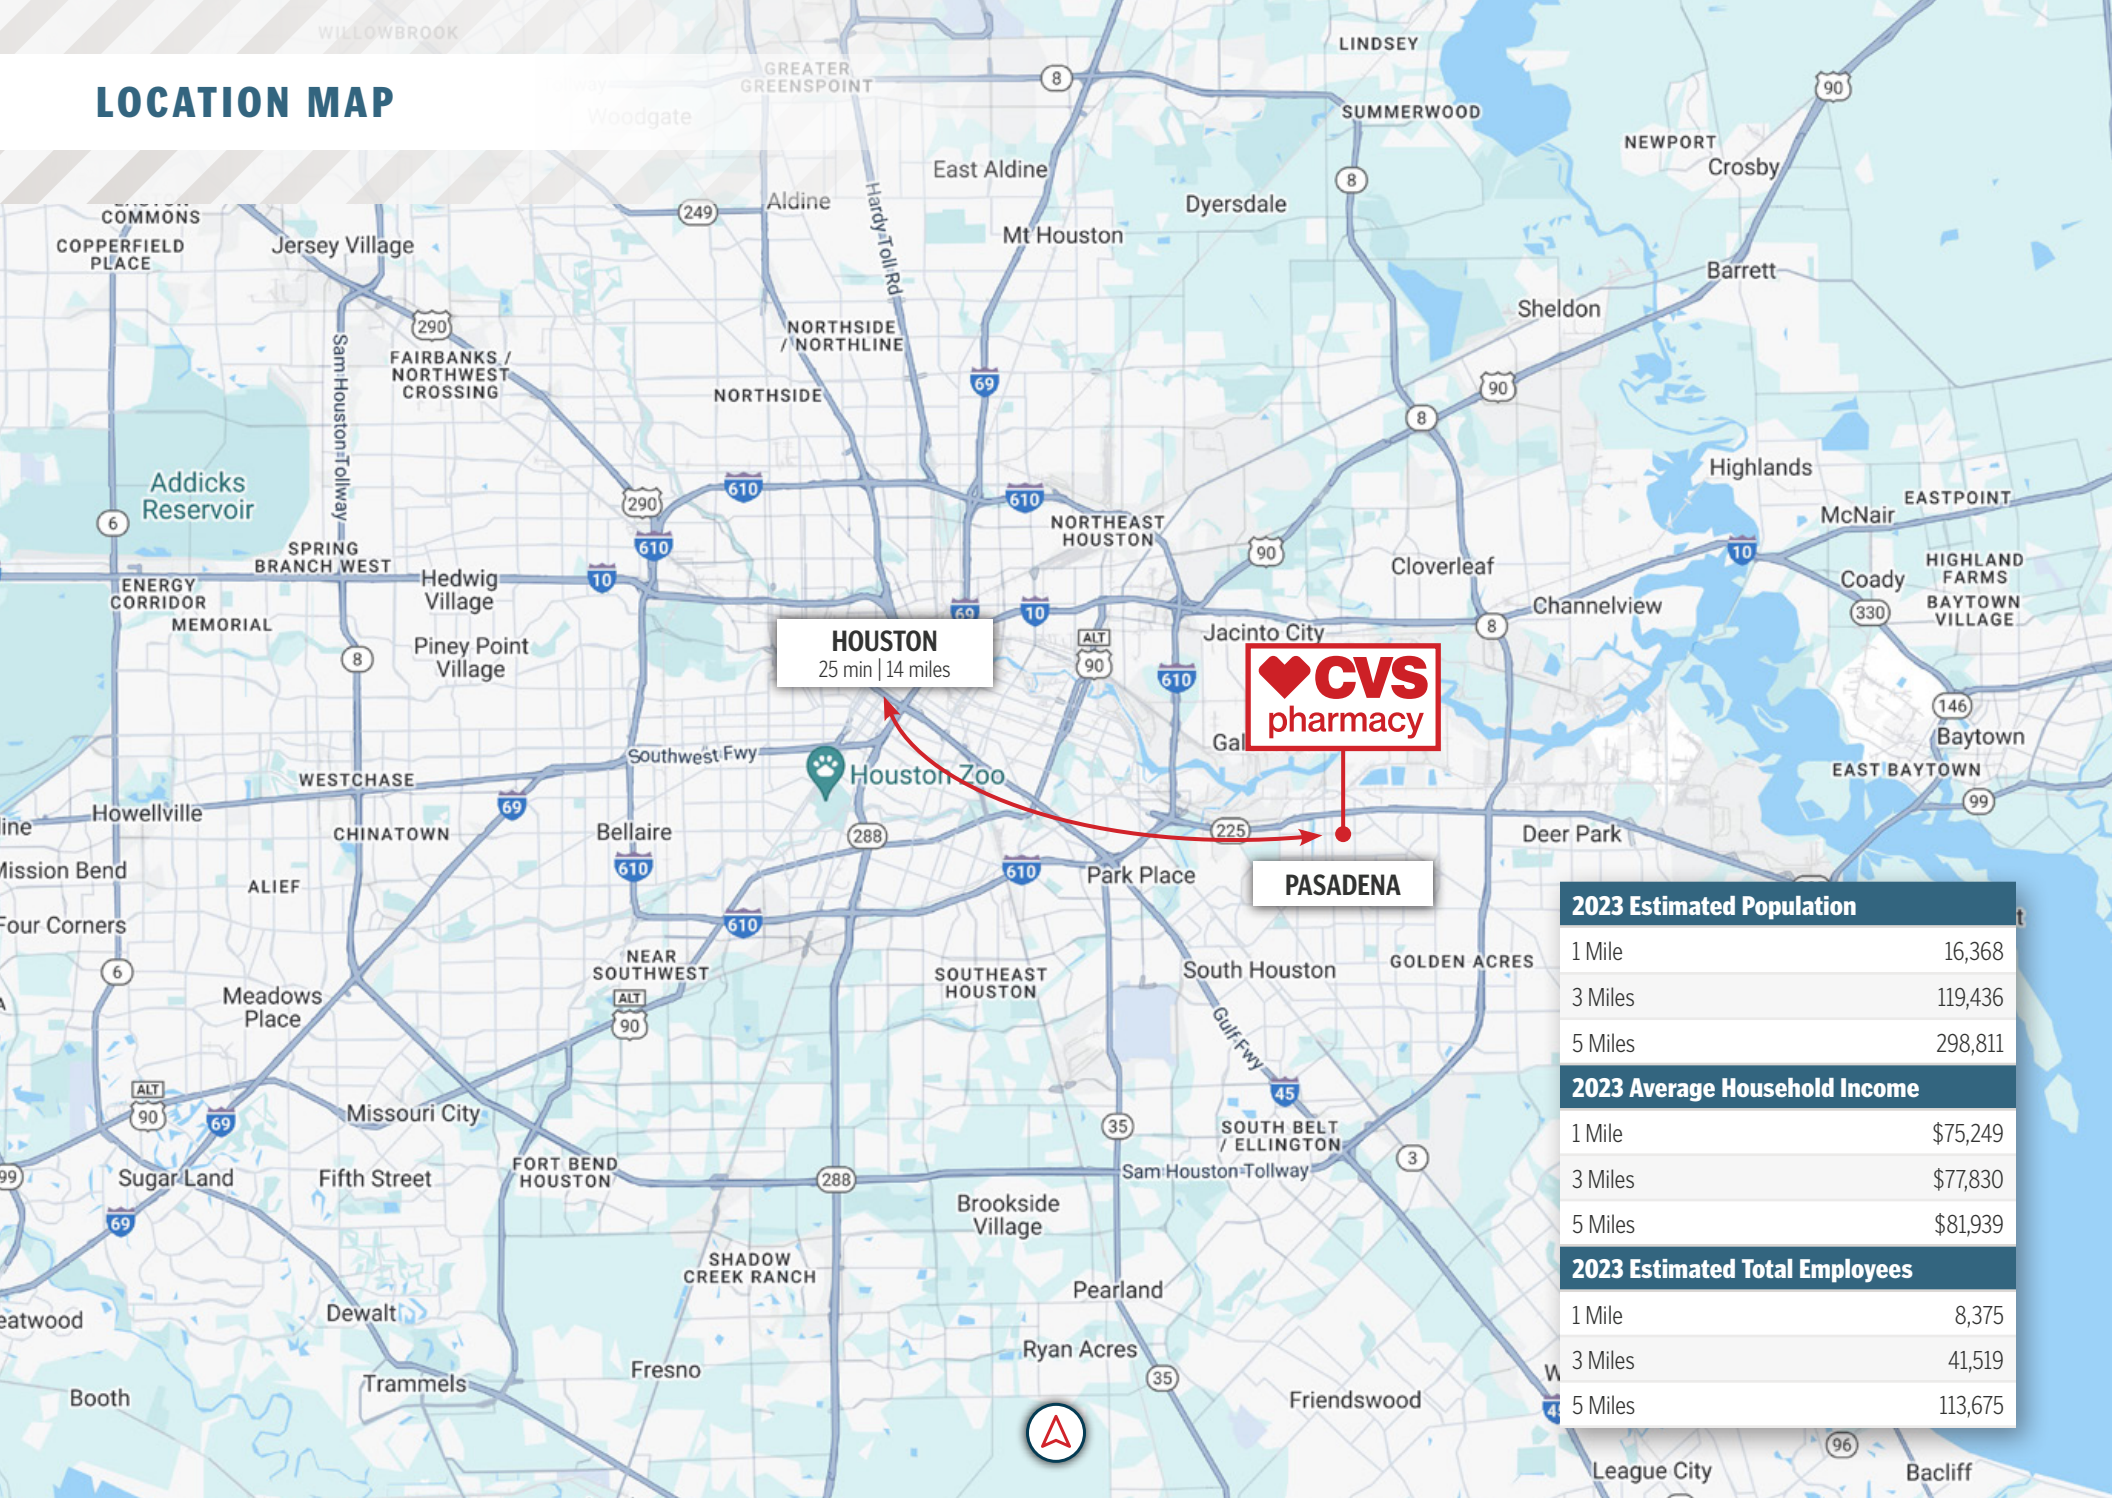 WILLOWBROOK
LOCATION MAP
GREATER
GREENSPOINT
Woodgate
LINDSEY
8
90
SUMMERWOOD
NEWPORT
Crosby
East Aldine
8
Aldine
249
Hardy Toll Rd
Dyersdale
Mt Houston
COMMONS
COPPERFIELD
PLACE
Jersey Village
Barrett
Sheldon
290
Sam Houston Tollway
FAIRBANKS /
NORTHWEST
CROSSING
NORTHSIDE
/ NORTHLINE
NORTHSIDE
69
90
8
Highlands
Addicks
Reservoir
6
290
610
610
610
NORTHEAST
HOUSTON
90
EASTPOINT
McNair
10
Cloverleaf
SPRING
BRANCH WEST
ENERGY
CORRIDOR
MEMORIAL
Hedwig
Village
10
69
10
Channelview
Coady
330
HIGHLAND
FARMS
BAYTOWN
VILLAGE
8
Piney Point
Village
8
HOUSTON
25 min | 14 miles
ALT
90
Jacinto City
610
CVS
pharmacy
Gal
146
Baytown
EAST BAYTOWN
99
Southwest Fwy
Houston Zoo
WESTCHASE
69
Howellville
line
CHINATOWN
Bellaire
288
225
Deer Park
Mission Bend
ALIEF
610
610
Park Place
PASADENA
Four Corners
610
6
NEAR
SOUTHWEST
ALT
90
SOUTHEAST
HOUSTON
South Houston
GOLDEN ACRES
Meadows
Place
Gulf Fwy
45
ALT
90
69
Missouri City
35
SOUTH BELT
/ ELLINGTON
3
99
Sugar Land
Fifth Street
FORT BEND
HOUSTON
288
Sam Houston Tollway
69
Brookside
Village
SHADOW
CREEK RANCH
Pearland
eatwood
Dewalt
Ryan Acres
Fresno
Trammels
35
Booth
Friendswood
W
45
96
League City
Bacliff
t
2023 Estimated Population
1 Mile 16,368
3 Miles 119,436
5 Miles 298,811
2023 Average Household Income
1 Mile $75,249
3 Miles $77,830
5 Miles $81,939
2023 Estimated Total Employees
1 Mile 8,375
3 Miles 41,519
5 Miles 113,675